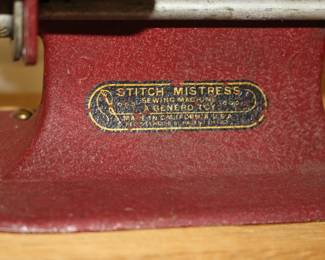 STITCH MISTRESS
SEWING MACHINE
A GENERO TOY
MADE IN CALIFORNIA U.S.A.